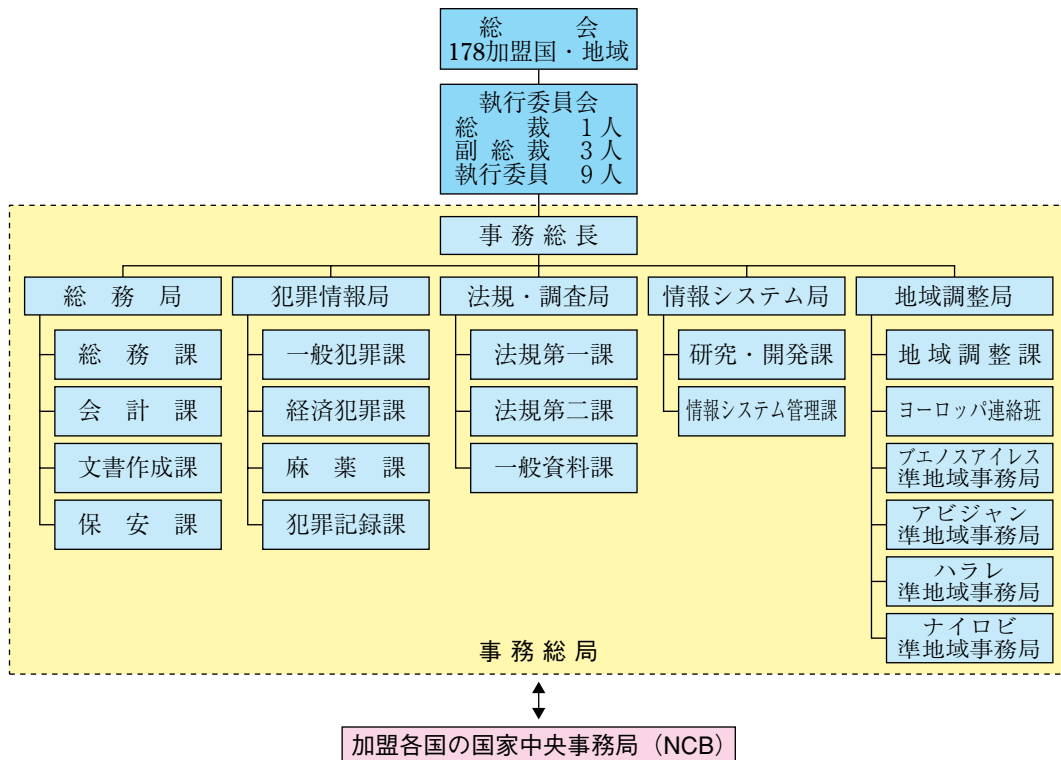 総会
178加盟国・地域
執行委員会
総裁 1人
副総裁 3人
執行委員 9人
事務総長
総務局
犯罪情報局
法規・調査局
情報システム局
地域調整局
総務課
会計課
文書作成課
保安課
一般犯罪課
経済犯罪課
麻薬課
犯罪記録課
法規第一課
法規第二課
一般資料課
研究・開発課
情報システム管理課
地域調整課
ヨーロッパ連絡班
ブエノスアイレス
準地域事務局
アビジャン
準地域事務局
ハラレ
準地域事務局
ナイロビ
準地域事務局
事務総局
加盟各国の国家中央事務局（NCB）